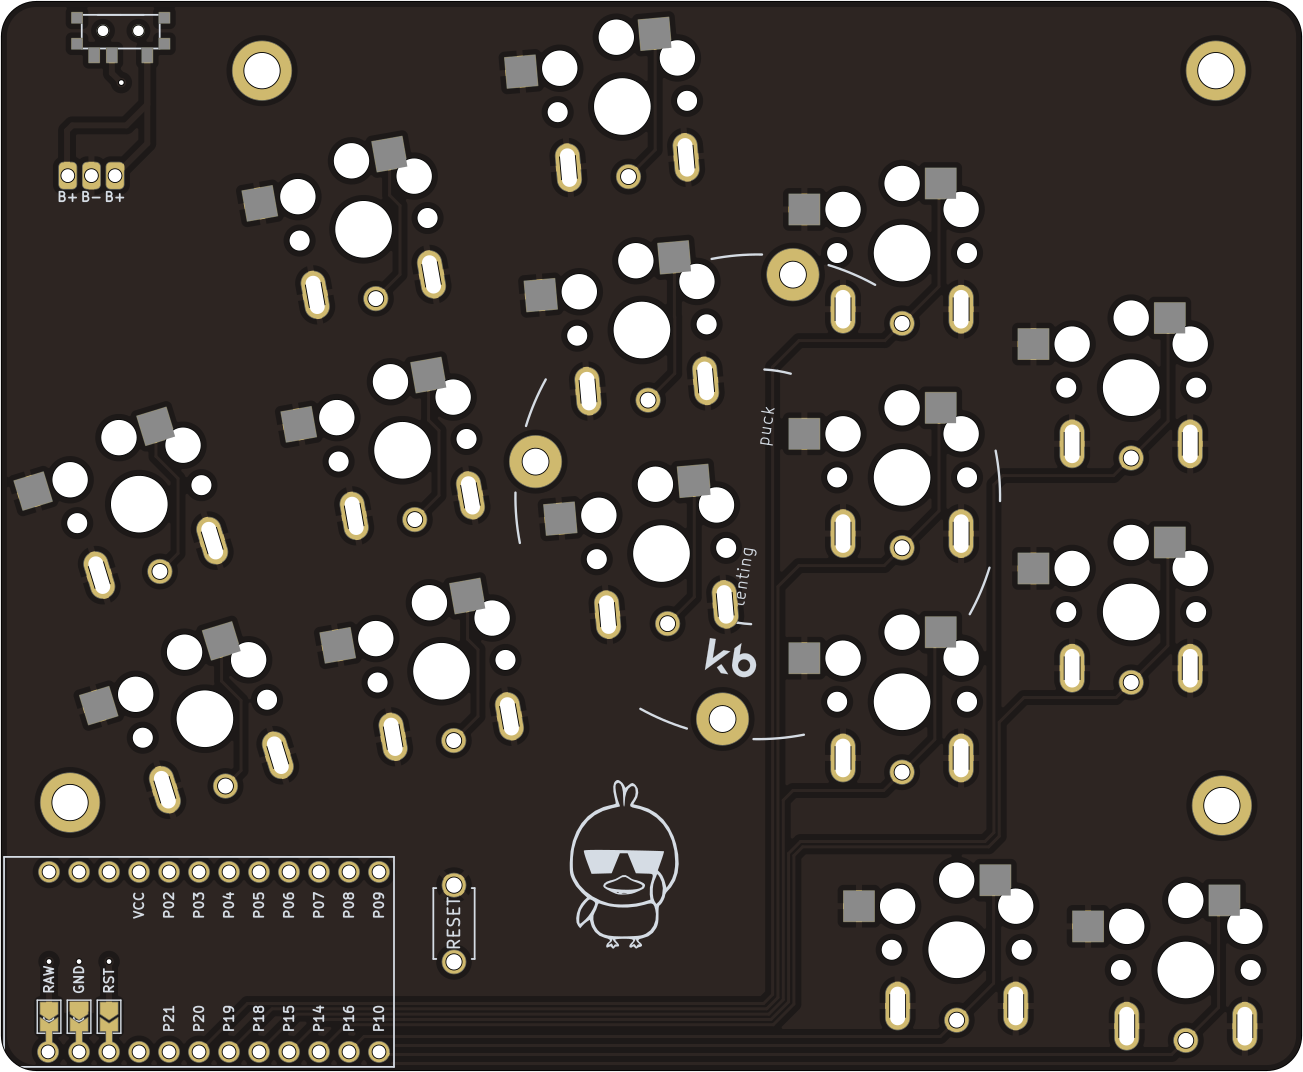 B+ B- B+
puck
tenting
k6
VCC P02 P03 P04 P05 P06 P07 P08 P09
RESET
RAW GND RST
P21 P20 P19 P18 P15 P14 P16 P10